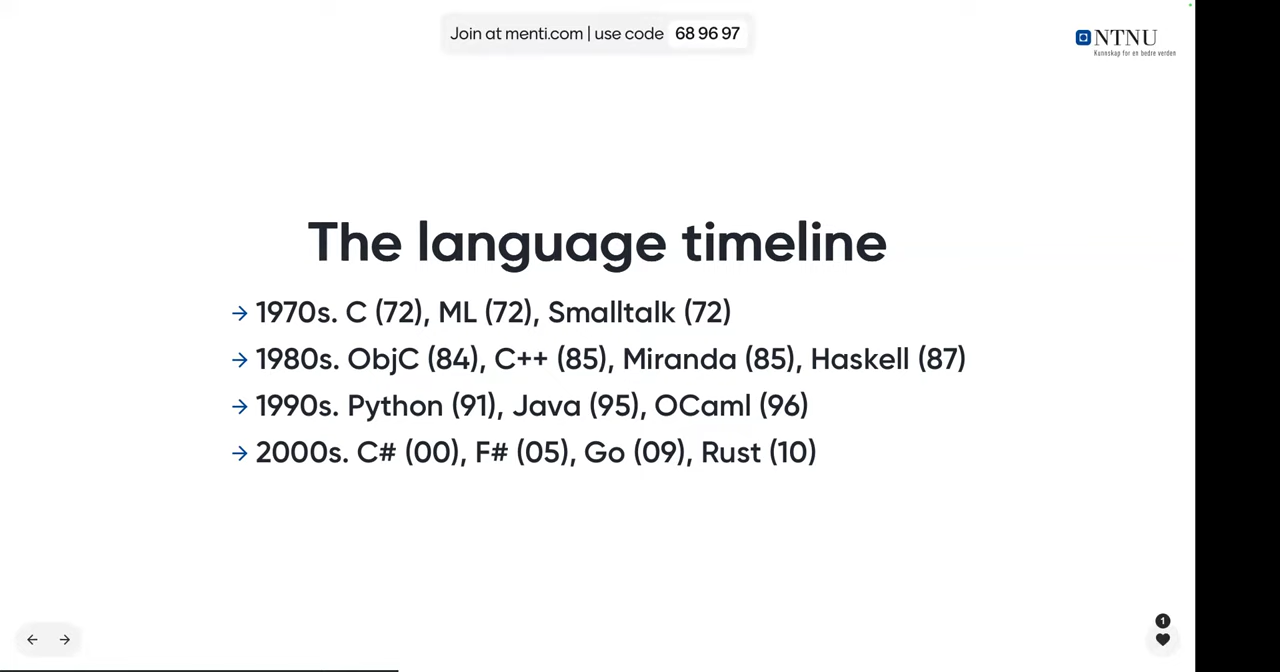 Join at menti.com | use code 68 96 97
NTNU
Kunnskap for en bedre verden
The language timeline
→ 1970s. C (72), ML (72), Smalltalk (72)
→ 1980s. ObjC (84), C++ (85), Miranda (85), Haskell (87)
→ 1990s. Python (91), Java (95), OCaml (96)
→ 2000s. C# (00), F# (05), Go (09), Rust (10)
1